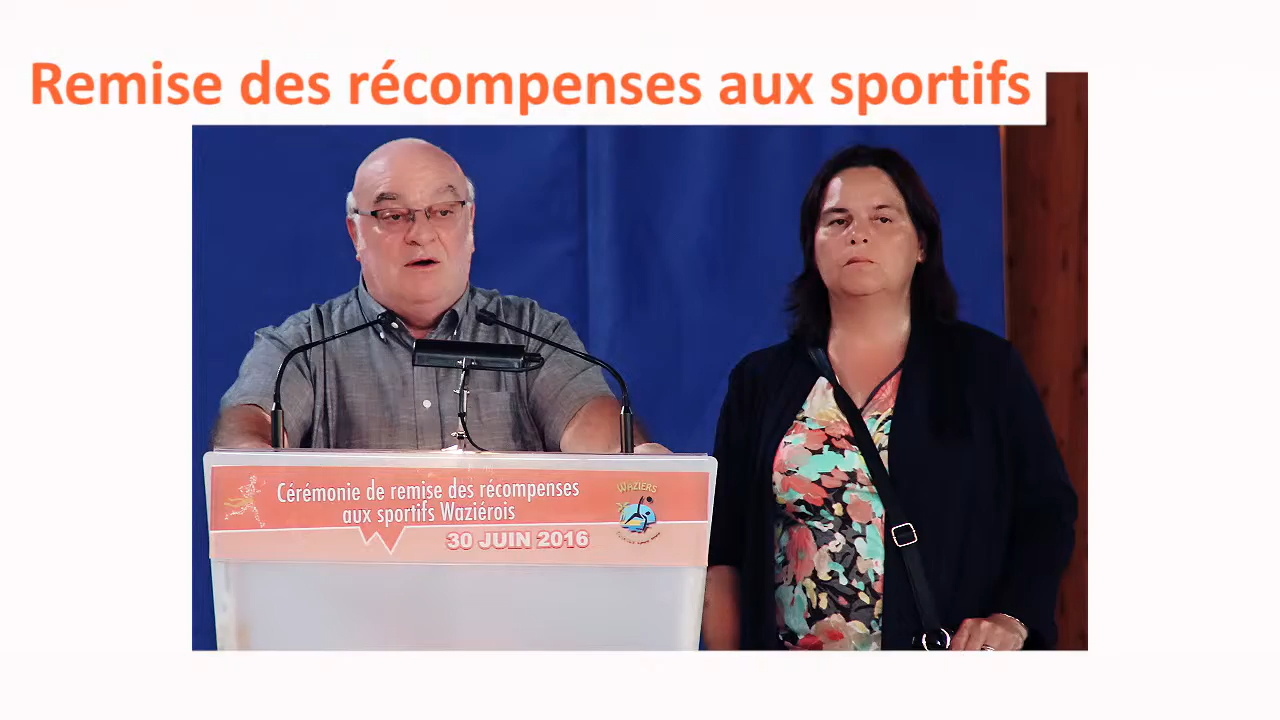 Remise des récompenses aux sportifs
Cérémonie de remise des récompenses
aux sportifs Waziérois
30 JUIN 2016
WAZIERS